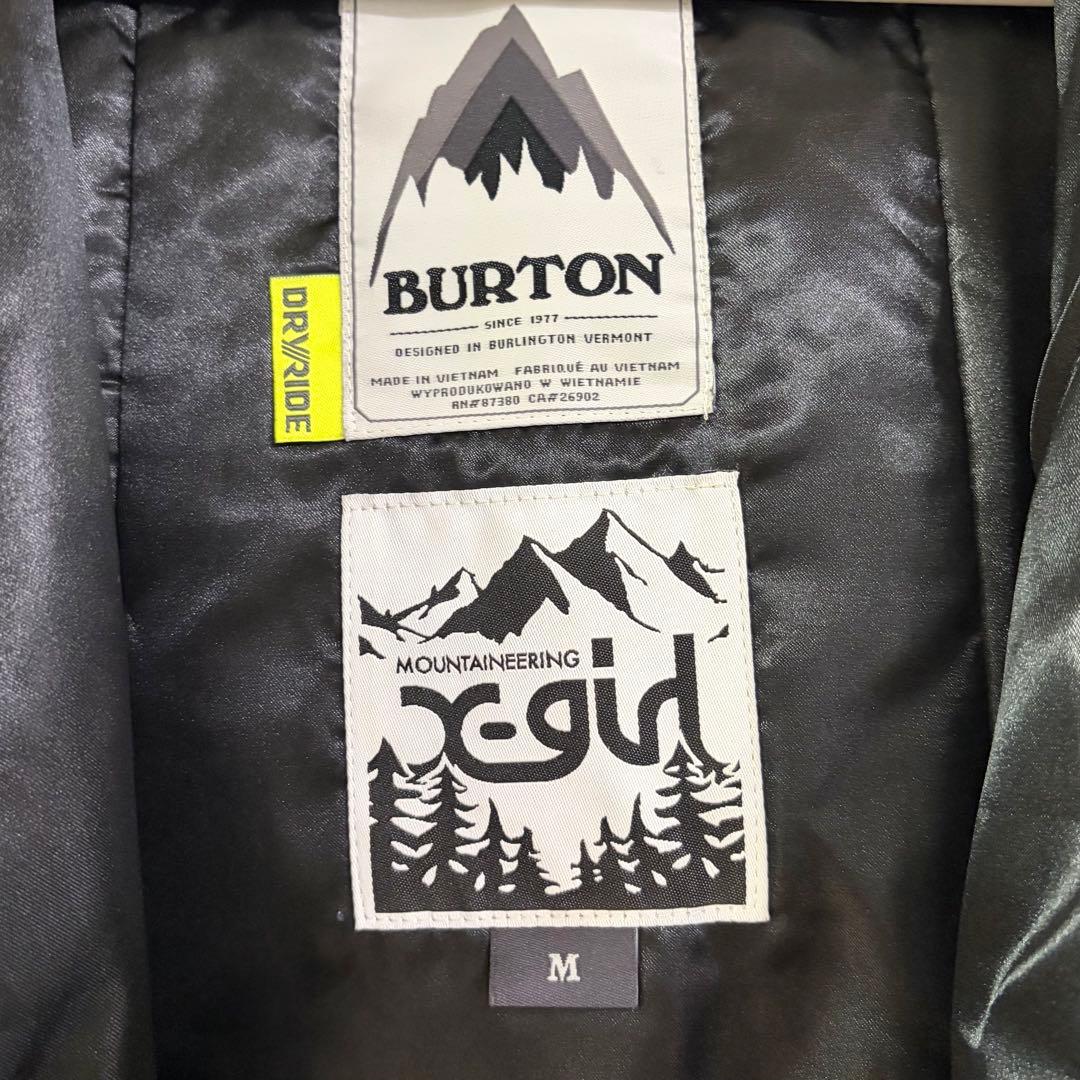 BURTON
SINCE 1977
DESIGNED IN BURLINGTON VERMONT
MADE IN VIETNAM FABRIQUÉ AU VIETNAM
WYPRODUKOWANO W WIETNAMIE
RN#87380 CA#26902
DRY//RIDE
MOUNTAINEERING
x-girl
M